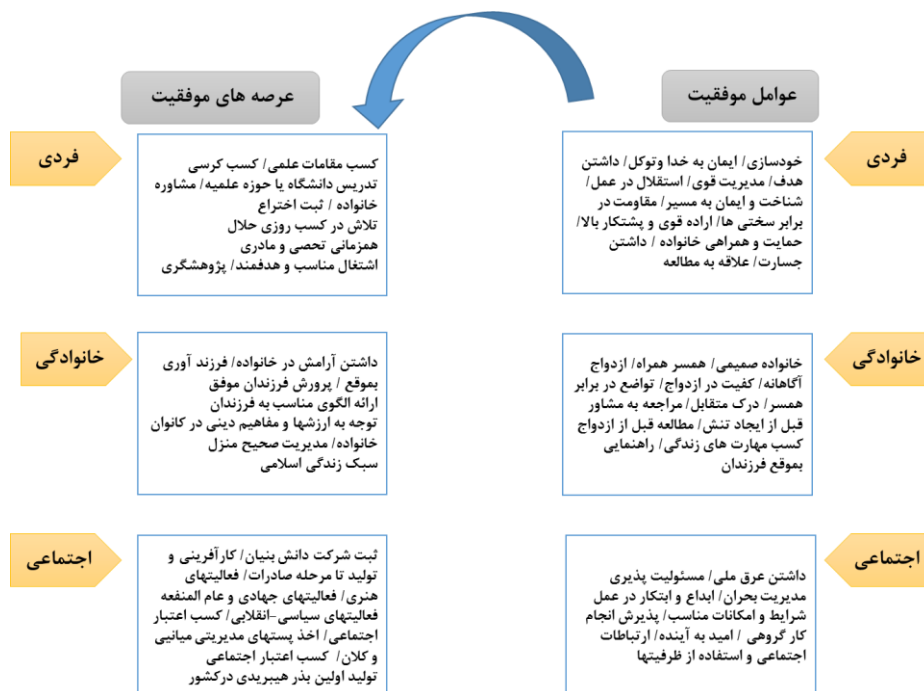 عوامل موفقیت
عرصه های موفقیت
فردی
خودسازی/ ایمان به خدا وتوکل/ داشتن
هدف/ مدیریت قوی/ استقلال در عمل/
شناخت و ایمان به مسیر/ مقاومت در
برابر سختی ها/ اراده قوی و پشتکار بالا/
حمایت و همراهی خانواده / داشتن
جسارت/ علاقه به مطالعه
فردی
کسب مقامات علمی/ کسب کرسی
تدریس دانشگاه یا حوزه علمیه/ مشاوره
خانواده / ثبت اختراع
تلاش در کسب روزی حلال
همزمانی تحصی و مادری
اشتغال مناسب و هدفمند/ پژوهشگری
خانوادگی
خانواده صمیمی/ همسر همراه/ ازدواج
آگاهانه/ کفیت در ازدواج/ تواضع در برابر
همسر/ درک متقابل/ مراجعه به مشاور
قبل از ایجاد تنش/ مطالعه قبل از ازدواج
کسب مهارت های زندگی/ راهنمایی
بموقع فرزندان
خانوادگی
داشتن آرامش در خانواده/ فرزند آوری
بموقع / پرورش فرزندان موفق
ارائه الگوی مناسب به فرزندان
توجه به ارزشها و مفاهیم دینی در کانوان
خانواده/ مدیریت صحیح منزل
سبک زندگی اسلامی
اجتماعی
داشتن عرق ملی/ مسئولیت پذیری
مدیریت بحران/ ابداع و ابتکار در عمل
شرایط و امکانات مناسب/ پذیرش انجام
کار گروهی / امید به آینده/ ارتباطات
اجتماعی و استفاده از ظرفیتها
اجتماعی
ثبت شرکت دانش بنیان/ کارآفرینی و
تولید تا مرحله صادرات/ فعالیتهای
هنری/ فعالیتهای جهادی و عام المنفعه
فعالیتهای سیاسی-انقلابی/ کسب اعتبار
اجتماعی/ اخذ پستهای مدیریتی میانیی
و کلان/ کسب اعتبار اجتماعی
تولید اولین بذر هیبریدی درکشور